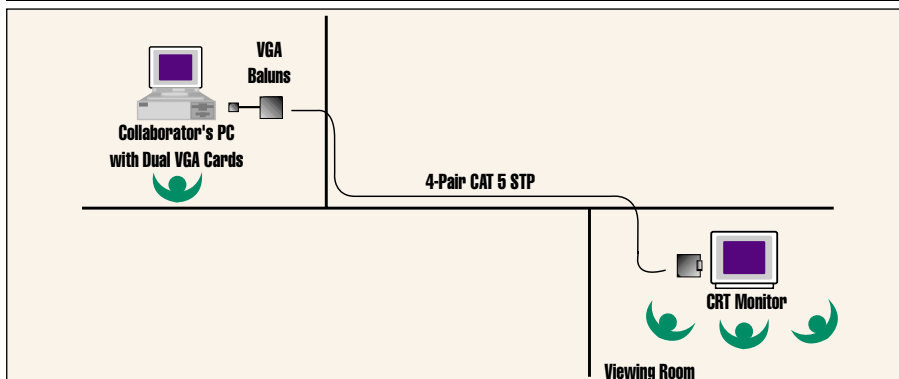 VGA
Baluns
Collaborator's PC
with Dual VGA Cards
4-Pair CAT 5 STP
CRT Monitor
Viewing Room